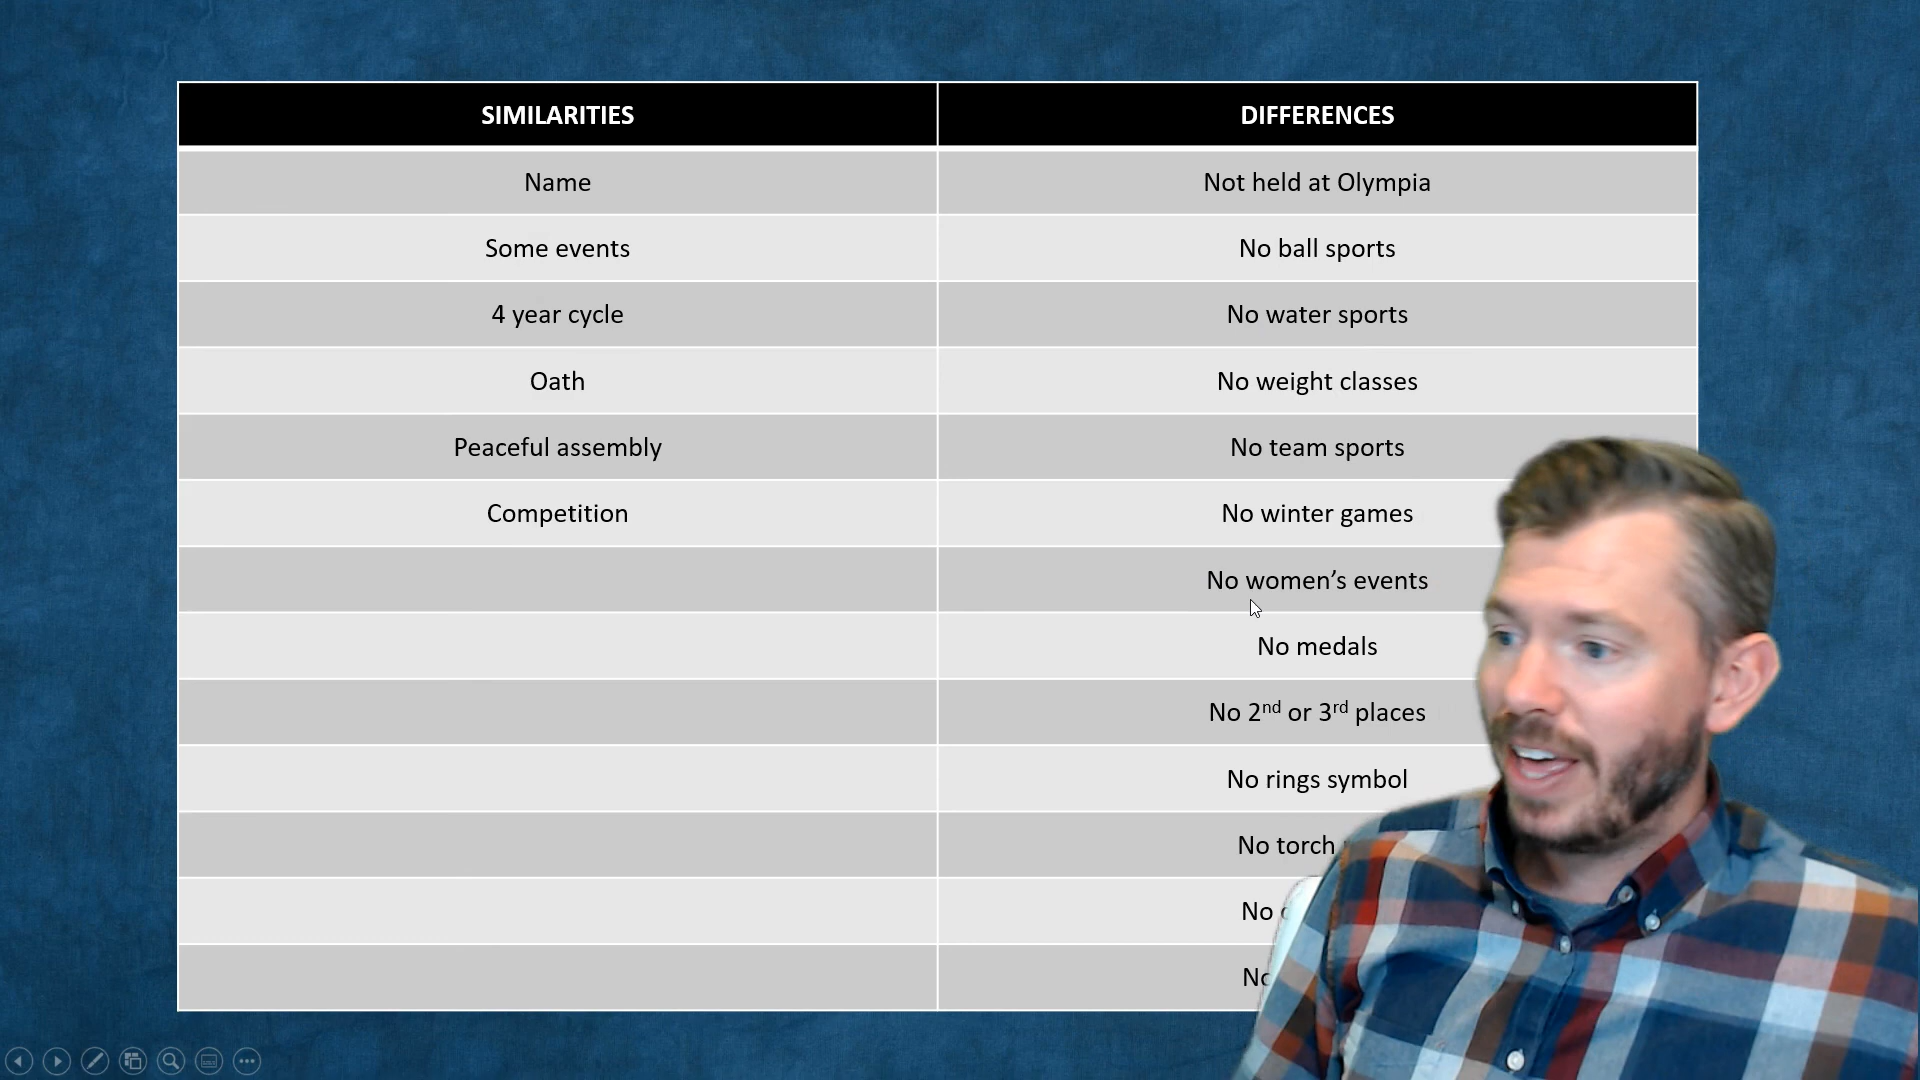 SIMILARITIES DIFFERENCES
Name Not held at Olympia
Some events No ball sports
4 year cycle No water sports
Oath No weight classes
Peaceful assembly No team sports
Competition No winter games
No women’s events
No medals
No 2nd or 3rd places
No rings symbol
No torch
No
No